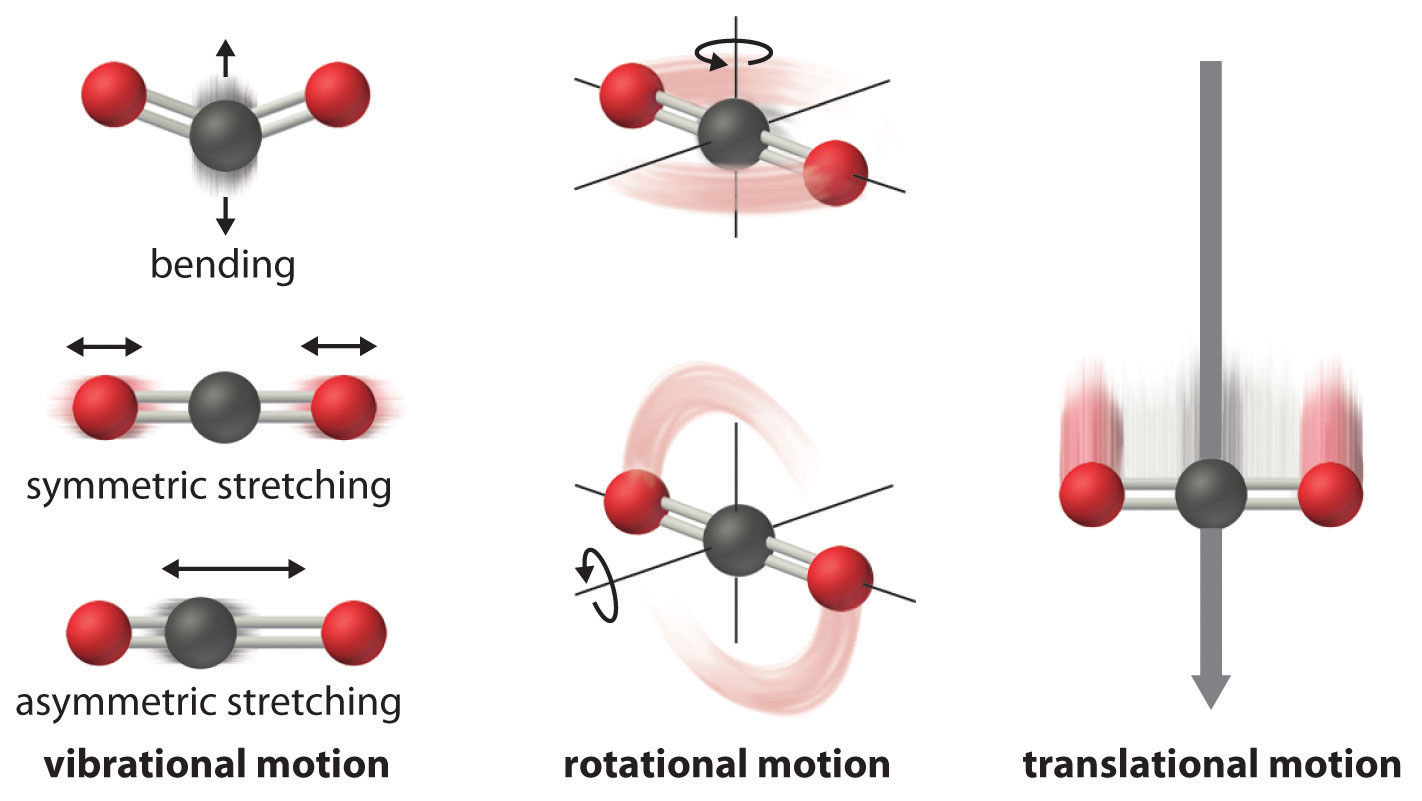 bending
symmetric stretching
asymmetric stretching
vibrational motion
rotational motion
translational motion